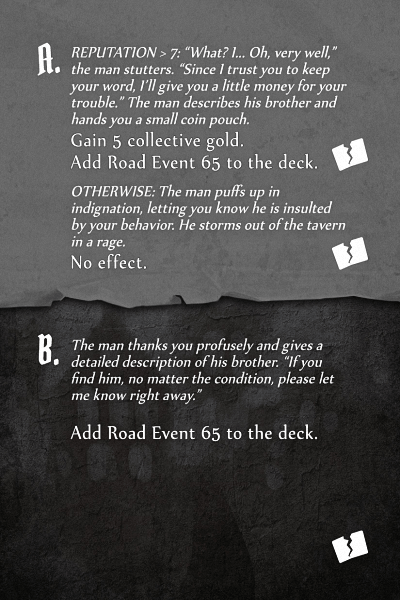 A.
REPUTATION > 7: “What? I... Oh, very well,”
the man stutters. “Since I trust you to keep
your word, I’ll give you a little money for your
trouble.” The man describes his brother and
hands you a small coin pouch.
Gain 5 collective gold.
Add Road Event 65 to the deck.
OTHERWISE: The man puffs up in
indignation, letting you know he is insulted
by your behavior. He storms out of the tavern
in a rage.
No effect.
B.
The man thanks you profusely and gives a
detailed description of his brother. “If you
find him, no matter the condition, please let
me know right away.”
Add Road Event 65 to the deck.